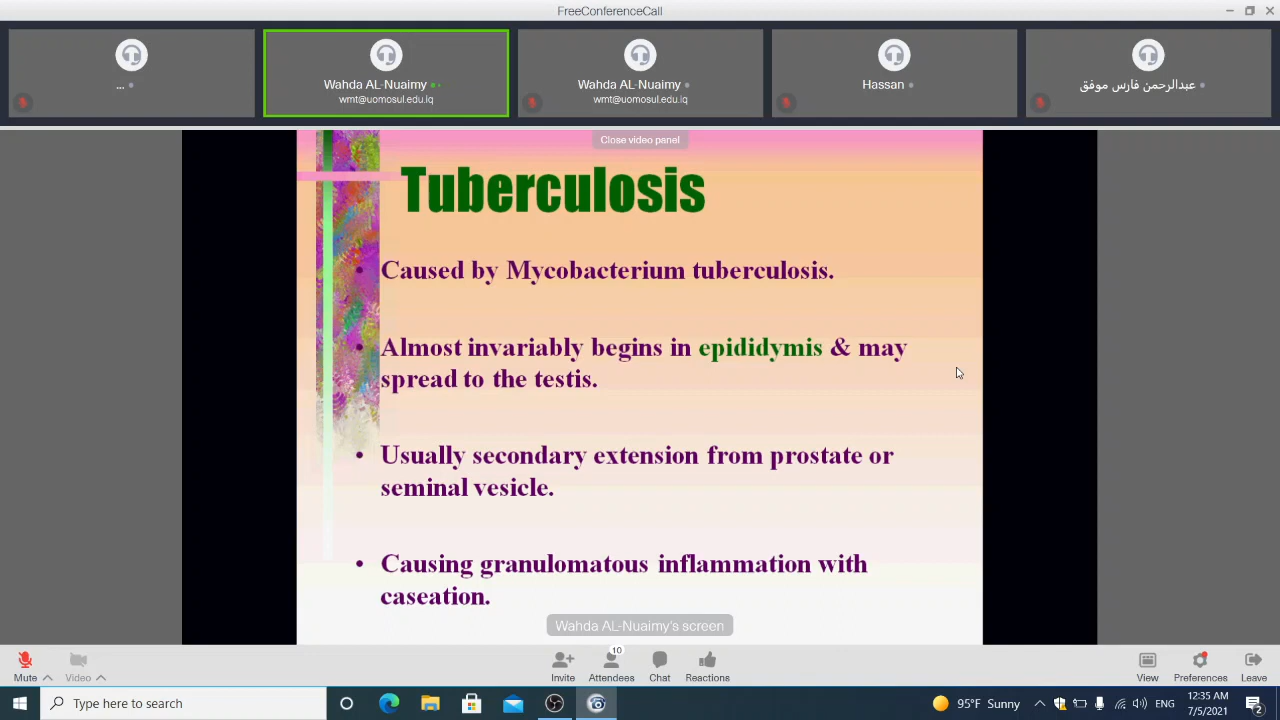 FreeConferenceCall
...
Wahda AL-Nuaimy
wmt@uomosul.edu.iq
Wahda AL-Nuaimy
wmt@uomosul.edu.iq
Hassan
عبدالرحمن فارس موفق
Close video panel
Tuberculosis
• Caused by Mycobacterium tuberculosis.
• Almost invariably begins in epididymis & may
spread to the testis.
• Usually secondary extension from prostate or
seminal vesicle.
• Causing granulomatous inflammation with
caseation.
Wahda AL-Nuaimy's screen
Mute
Video
Invite
10
Attendees
Chat
Reactions
View
Preferences
Leave
Type here to search
95°F Sunny
ENG
12:35 AM
7/5/2021
2